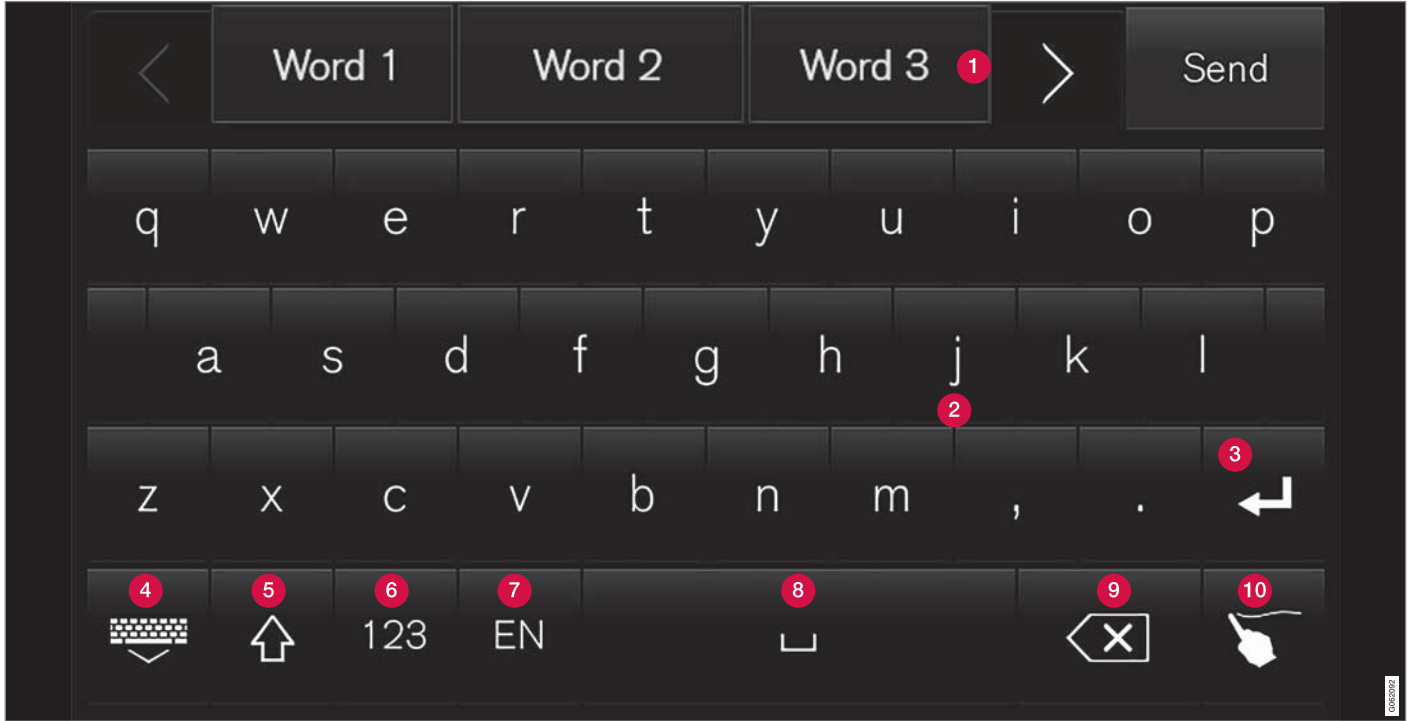 Word 1 Word 2 Word 3 1 Send
q w e r t y u i o p
a s d f g h j k l
2
3
z x c v b n m , .
4 5 6 7 8 9 10
123 EN
G062092